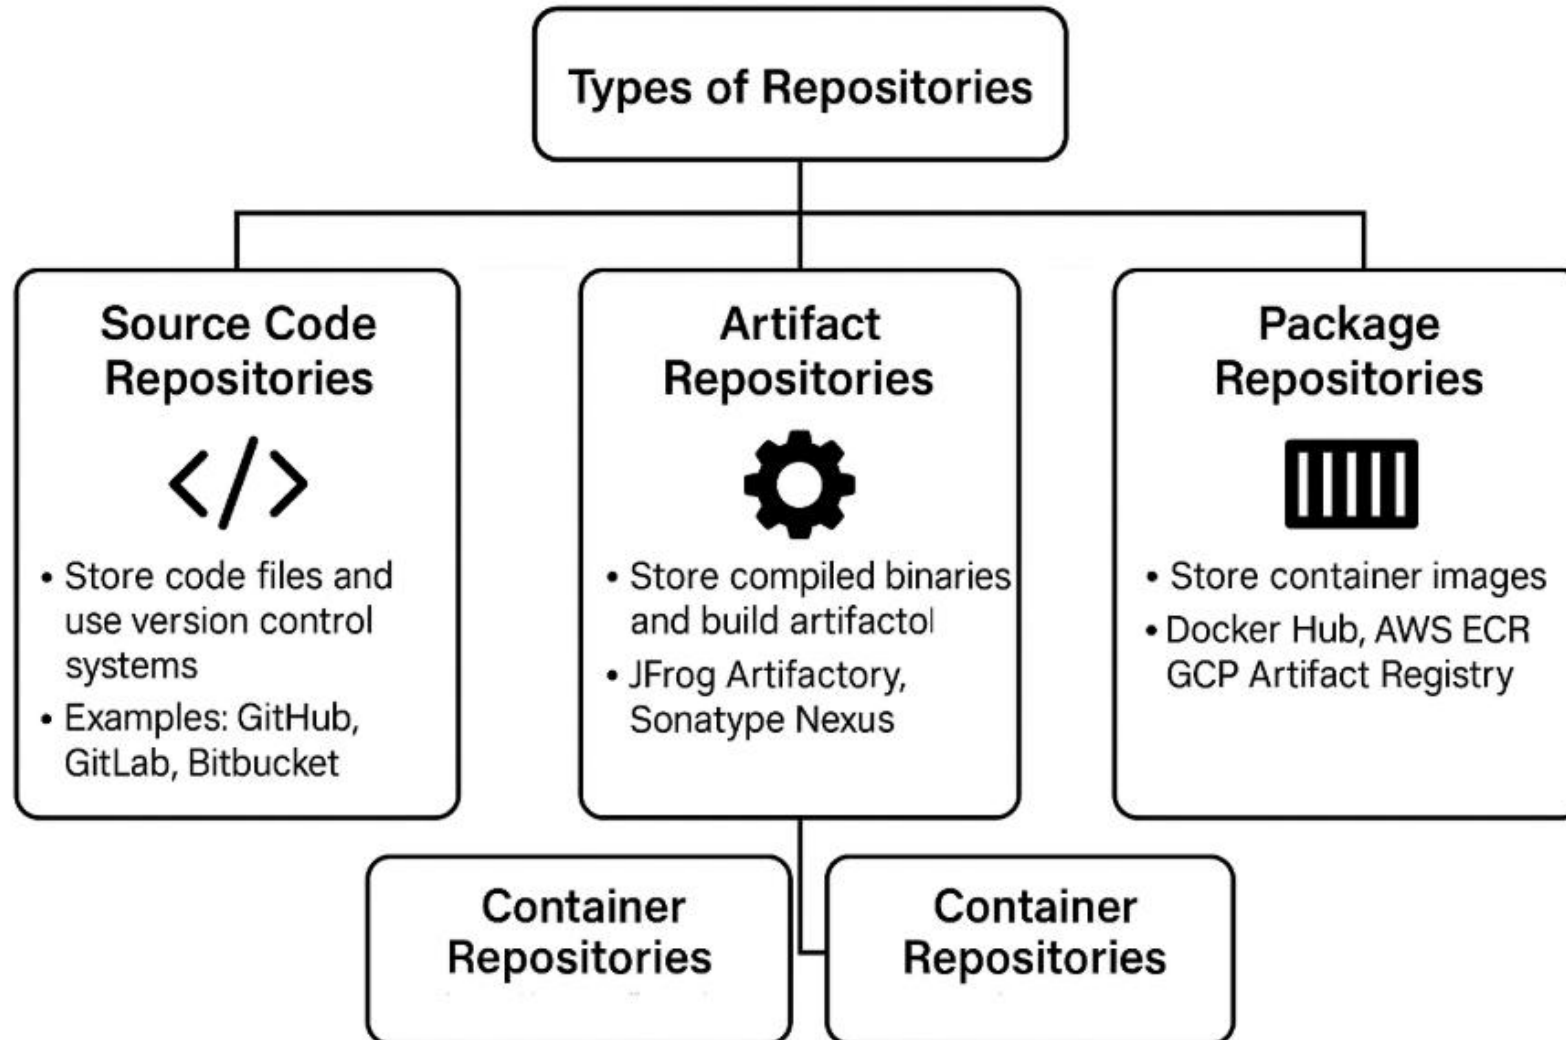 Types of Repositories
Source Code
Repositories
</>
• Store code files and
use version control
systems
• Examples: GitHub,
GitLab, Bitbucket
Artifact
Repositories
• Store compiled binaries
and build artifactol
• JFrog Artifactory,
Sonatype Nexus
Package
Repositories
• Store container images
• Docker Hub, AWS ECR
GCP Artifact Registry
Container
Repositories
Container
Repositories